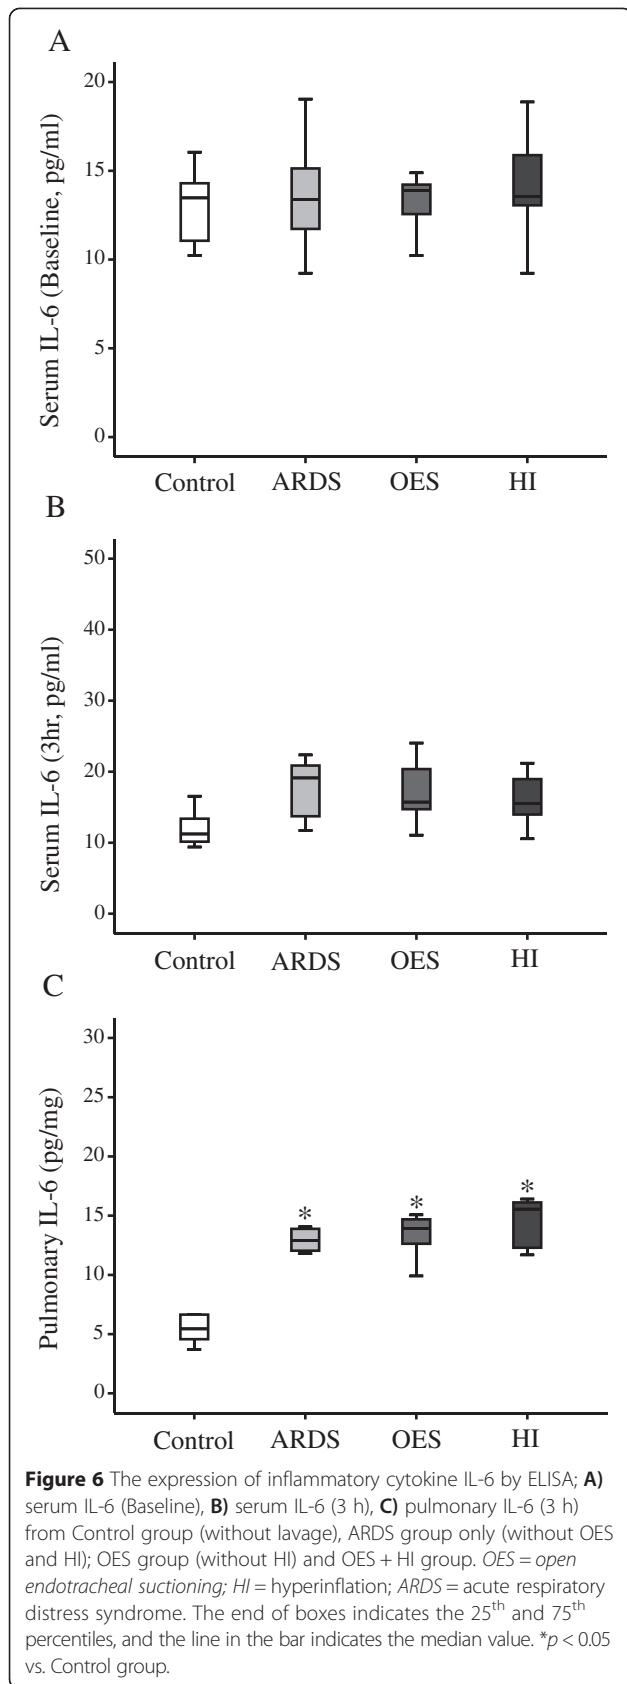 A
Serum IL-6 (Baseline, pg/ml)
20
15
10
5
0
Control ARDS OES HI
B
Serum IL-6 (3hr, pg/ml)
50
40
30
20
10
0
Control ARDS OES HI
C
Pulmonary IL-6 (pg/mg)
30
25
20
15
10
5
0
* * *
Control ARDS OES HI
Figure 6 The expression of inflammatory cytokine IL-6 by ELISA; A)
serum IL-6 (Baseline), B) serum IL-6 (3 h), C) pulmonary IL-6 (3 h)
from Control group (without lavage), ARDS group only (without OES
and HI); OES group (without HI) and OES + HI group. OES = open
endotracheal suctioning; HI = hyperinflation; ARDS = acute respiratory
distress syndrome. The end of boxes indicates the 25th and 75th
percentiles, and the line in the bar indicates the median value. *p < 0.05
vs. Control group.